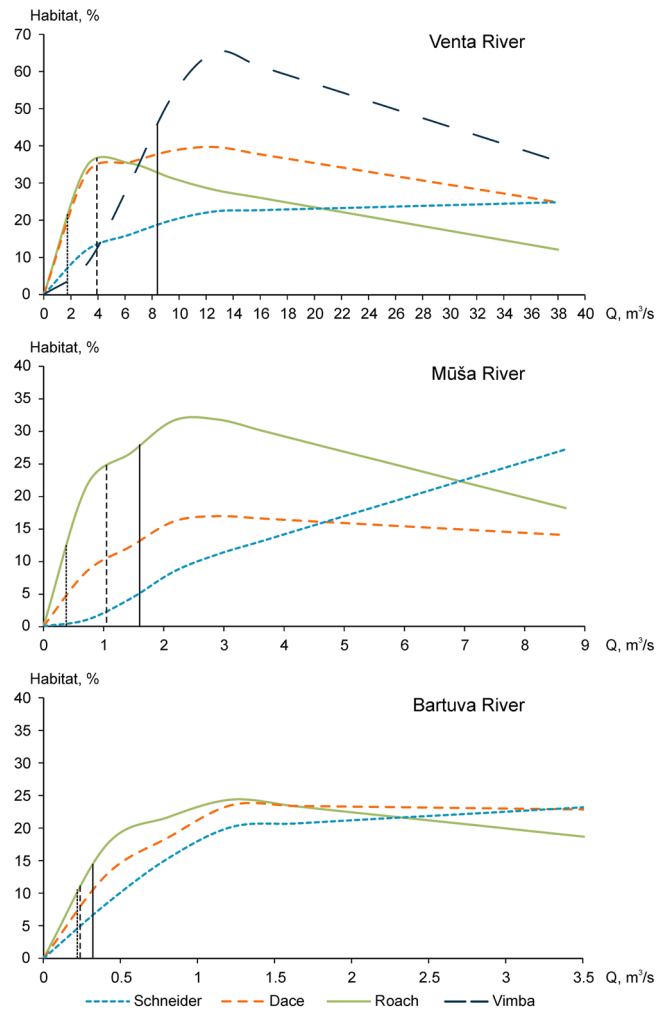 Habitat, %
Venta River
70
60
50
40
30
20
10
0
0 2 4 6 8 10 12 14 16 18 20 22 24 26 28 30 32 34 36 38 40 Q, m³/s
Habitat, %
Mūša River
40
35
30
25
20
15
10
5
0
0 1 2 3 4 5 6 7 8 9 Q, m³/s
Habitat, %
Bartuva River
40
35
30
25
20
15
10
5
0
0 0.5 1 1.5 2 2.5 3 3.5 Q, m³/s
Schneider Dace Roach Vimba